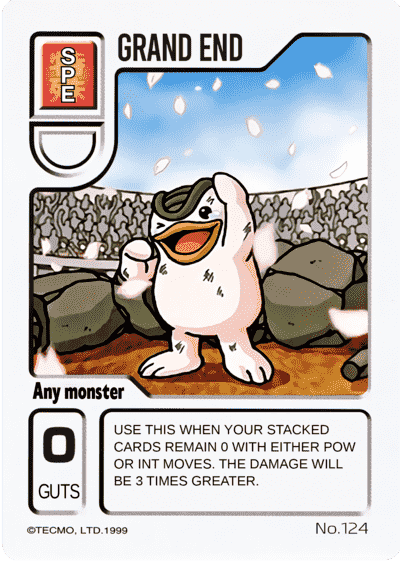 SPE
GRAND END
Any monster
0
GUTS
USE THIS WHEN YOUR STACKED
CARDS REMAIN 0 WITH EITHER POW
OR INT MOVES. THE DAMAGE WILL
BE 3 TIMES GREATER.
©TECMO, LTD.1999
No.124